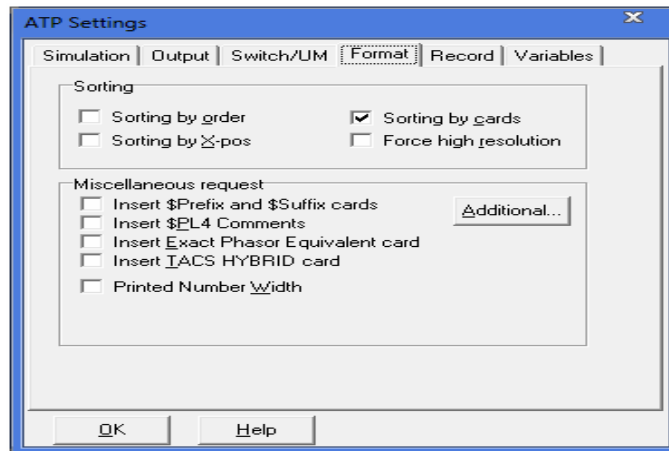 ATP Settings
Simulation Output Switch/UM Format Record Variables
Sorting
Sorting by order Sorting by cards
Sorting by X-pos Force high resolution
Miscellaneous request
Insert $Prefix and $Suffix cards Additional...
Insert $PL4 Comments
Insert Exact Phasor Equivalent card
Insert TACS HYBRID card
Printed Number Width
OK Help